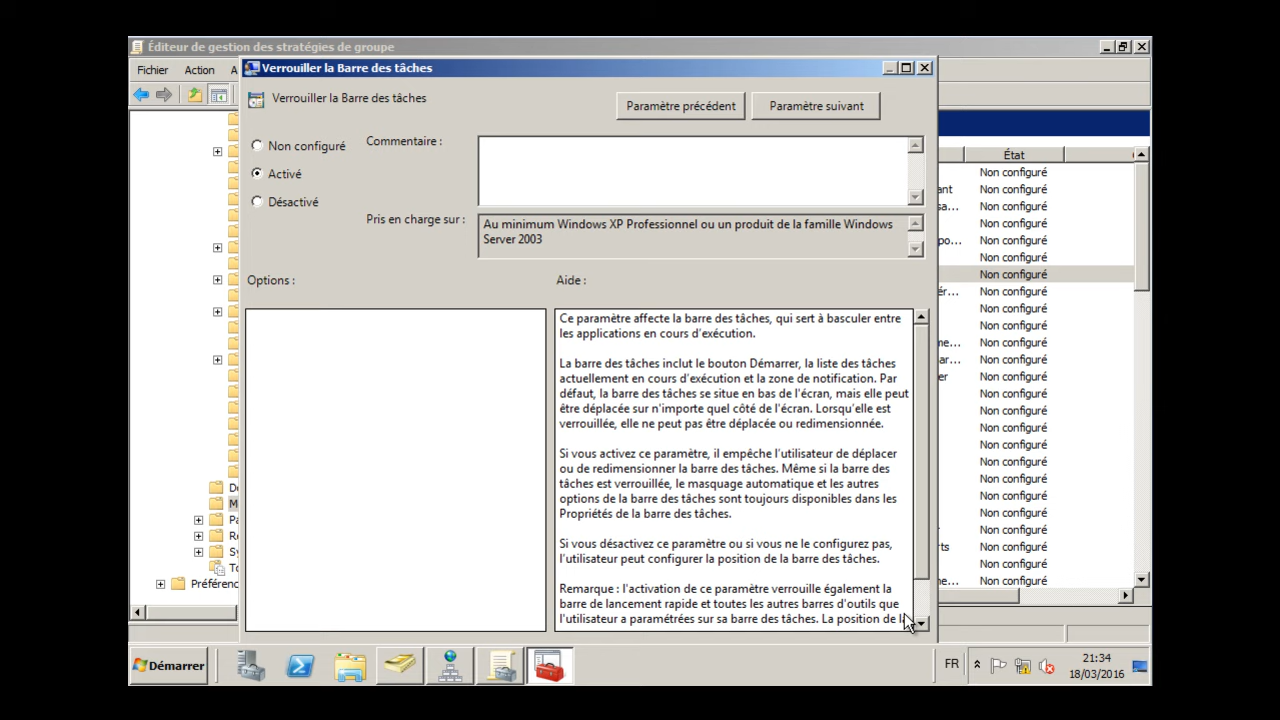 Éditeur de gestion des stratégies de groupe
Fichier Action A
Verrouiller la Barre des tâches
Verrouiller la Barre des tâches
Paramètre précédent Paramètre suivant
Non configuré
Activé
Désactivé
Commentaire :
Pris en charge sur :
Au minimum Windows XP Professionnel ou un produit de la famille Windows
Server 2003
Options :
Aide :
Ce paramètre affecte la barre des tâches, qui sert à basculer entre
les applications en cours d'exécution.
La barre des tâches inclut le bouton Démarrer, la liste des tâches
actuellement en cours d'exécution et la zone de notification. Par
défaut, la barre des tâches se situe en bas de l'écran, mais elle peut
être déplacée sur n'importe quel côté de l'écran. Lorsqu'elle est
verrouillée, elle ne peut pas être déplacée ou redimensionnée.
Si vous activez ce paramètre, il empêche l'utilisateur de déplacer
ou de redimensionner la barre des tâches. Même si la barre des
tâches est verrouillée, le masquage automatique et les autres
options de la barre des tâches sont toujours disponibles dans les
Propriétés de la barre des tâches.
Si vous désactivez ce paramètre ou si vous ne le configurez pas,
l'utilisateur peut configurer la position de la barre des tâches.
Remarque : l'activation de ce paramètre verrouille également la
barre de lancement rapide et toutes les autres barres d'outils que
l'utilisateur a paramétrées sur sa barre des tâches. La position de la
D
M
Pa
Re
Sy
To
Préférenc
État
Non configuré
ant Non configuré
sa... Non configuré
Non configuré
po... Non configuré
Non configuré
Non configuré
ér... Non configuré
Non configuré
Non configuré
me... Non configuré
ar... Non configuré
er Non configuré
Non configuré
Non configuré
Non configuré
Non configuré
Non configuré
Non configuré
Non configuré
Non configuré
Non configuré
rts Non configuré
Non configuré
me... Non configuré
Démarrer
FR
21:34
18/03/2016